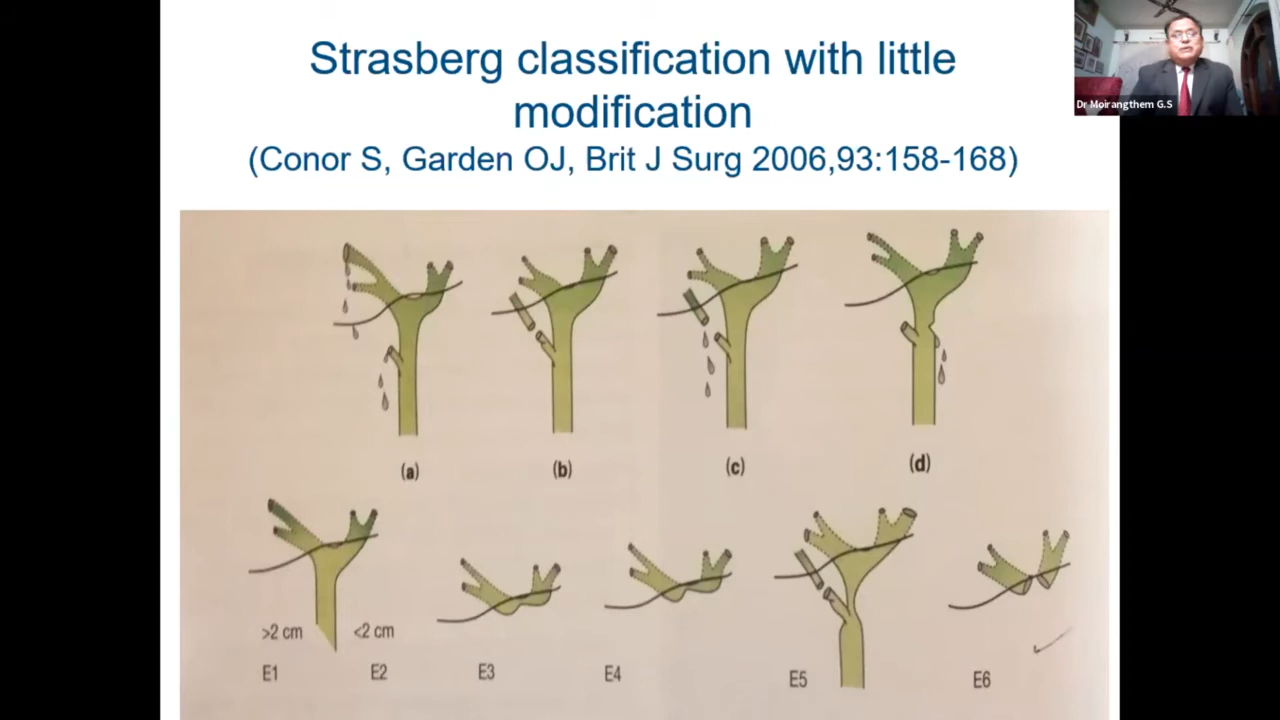 Strasberg classification with little
modification
(Conor S, Garden OJ, Brit J Surg 2006,93:158-168)
Dr Moirangthem G.S
(a) (b) (c) (d)
>2 cm <2 cm
E1 E2 E3 E4 E5 E6